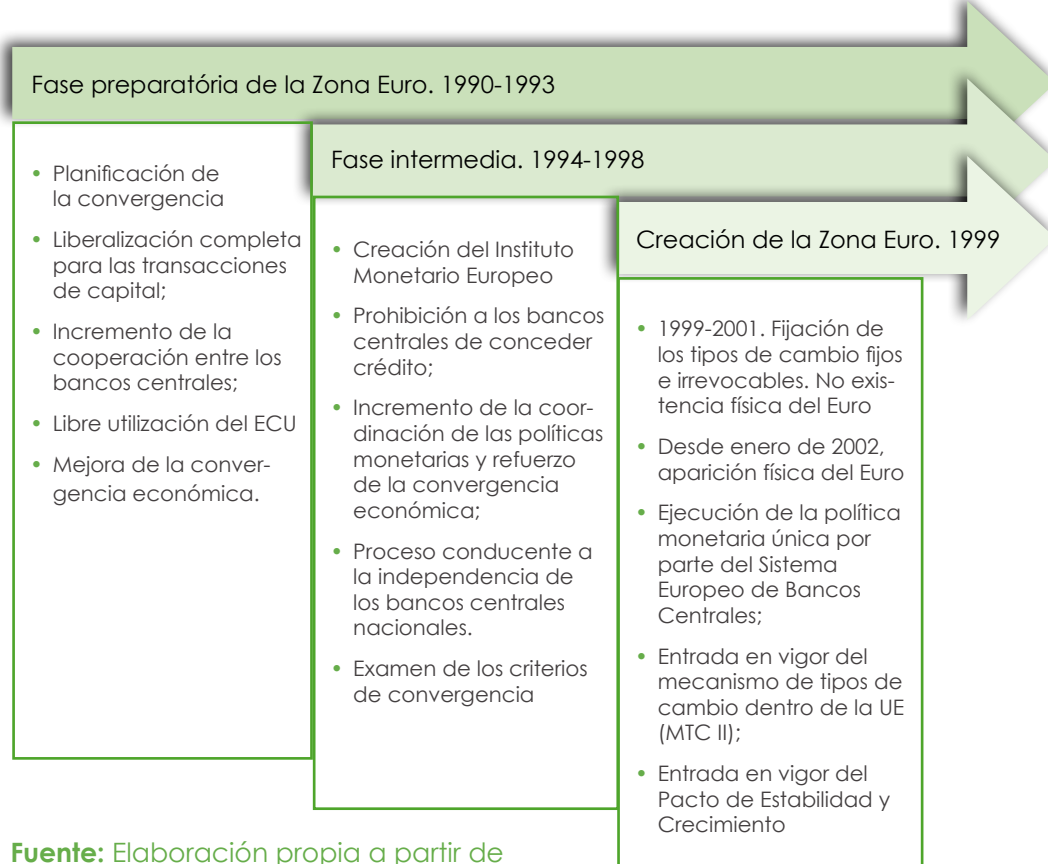 Fase preparatória de la Zona Euro. 1990-1993
• Planificación de
la convergencia
• Liberalización completa
para las transacciones
de capital;
• Incremento de la
cooperación entre los
bancos centrales;
• Libre utilización del ECU
• Mejora de la conver-
gencia económica.
Fase intermedia. 1994-1998
• Creación del Instituto
Monetario Europeo
• Prohibición a los bancos
centrales de conceder
crédito;
• Incremento de la coor-
dinación de las políticas
monetarias y refuerzo
de la convergencia
económica;
• Proceso conducente a
la independencia de
los bancos centrales
nacionales.
• Examen de los criterios
de convergencia
Creación de la Zona Euro. 1999
• 1999-2001. Fijación de
los tipos de cambio fijos
e irrevocables. No exis-
tencia física del Euro
• Desde enero de 2002,
aparición física del Euro
• Ejecución de la política
monetaria única por
parte del Sistema
Europeo de Bancos
Centrales;
• Entrada en vigor del
mecanismo de tipos de
cambio dentro de la UE
(MTC II);
• Entrada en vigor del
Pacto de Estabilidad y
Crecimiento
Fuente: Elaboración propia a partir de